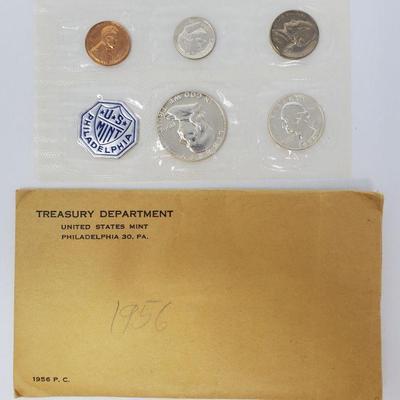 U.S.
MINT
PHILADELPHIA
TREASURY DEPARTMENT
UNITED STATES MINT
PHILADELPHIA 30, PA.
1956
1956 P. C.